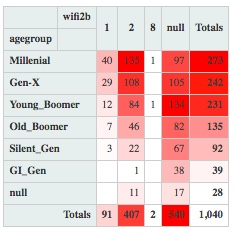 wifi2b 1 2 8 null Totals
agegroup
Millenial 40 135 1 97 273
Gen-X 29 108 105 242
Young_Boomer 12 84 1 134 231
Old_Boomer 7 46 82 135
Silent_Gen 3 22 67 92
GI_Gen 1 38 39
null 11 17 28
Totals 91 407 2 540 1,040